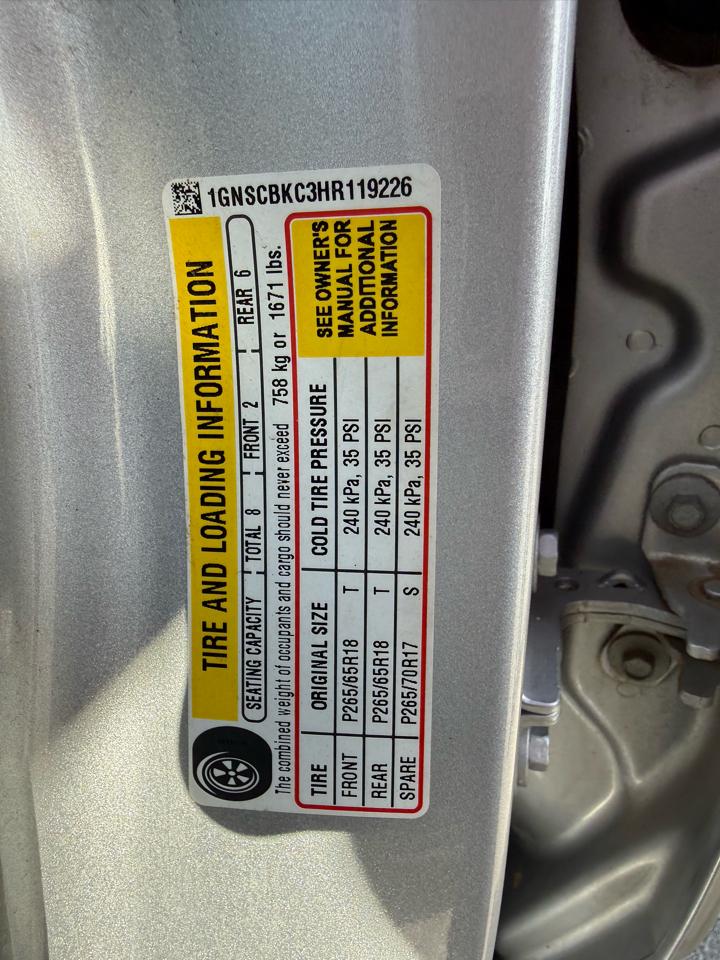 1GNSCBKC3HR119226
TIRE AND LOADING INFORMATION
SEATING CAPACITY TOTAL 8 FRONT 2 REAR 6
The combined weight of occupants and cargo should never exceed 758 kg or 1671 lbs.
TIRE ORIGINAL SIZE COLD TIRE PRESSURE
FRONT P265/65R18 T 240 kPa, 35 PSI
REAR P265/65R18 T 240 kPa, 35 PSI
SPARE P265/70R17 S 240 kPa, 35 PSI
SEE OWNER'S
MANUAL FOR
ADDITIONAL
INFORMATION